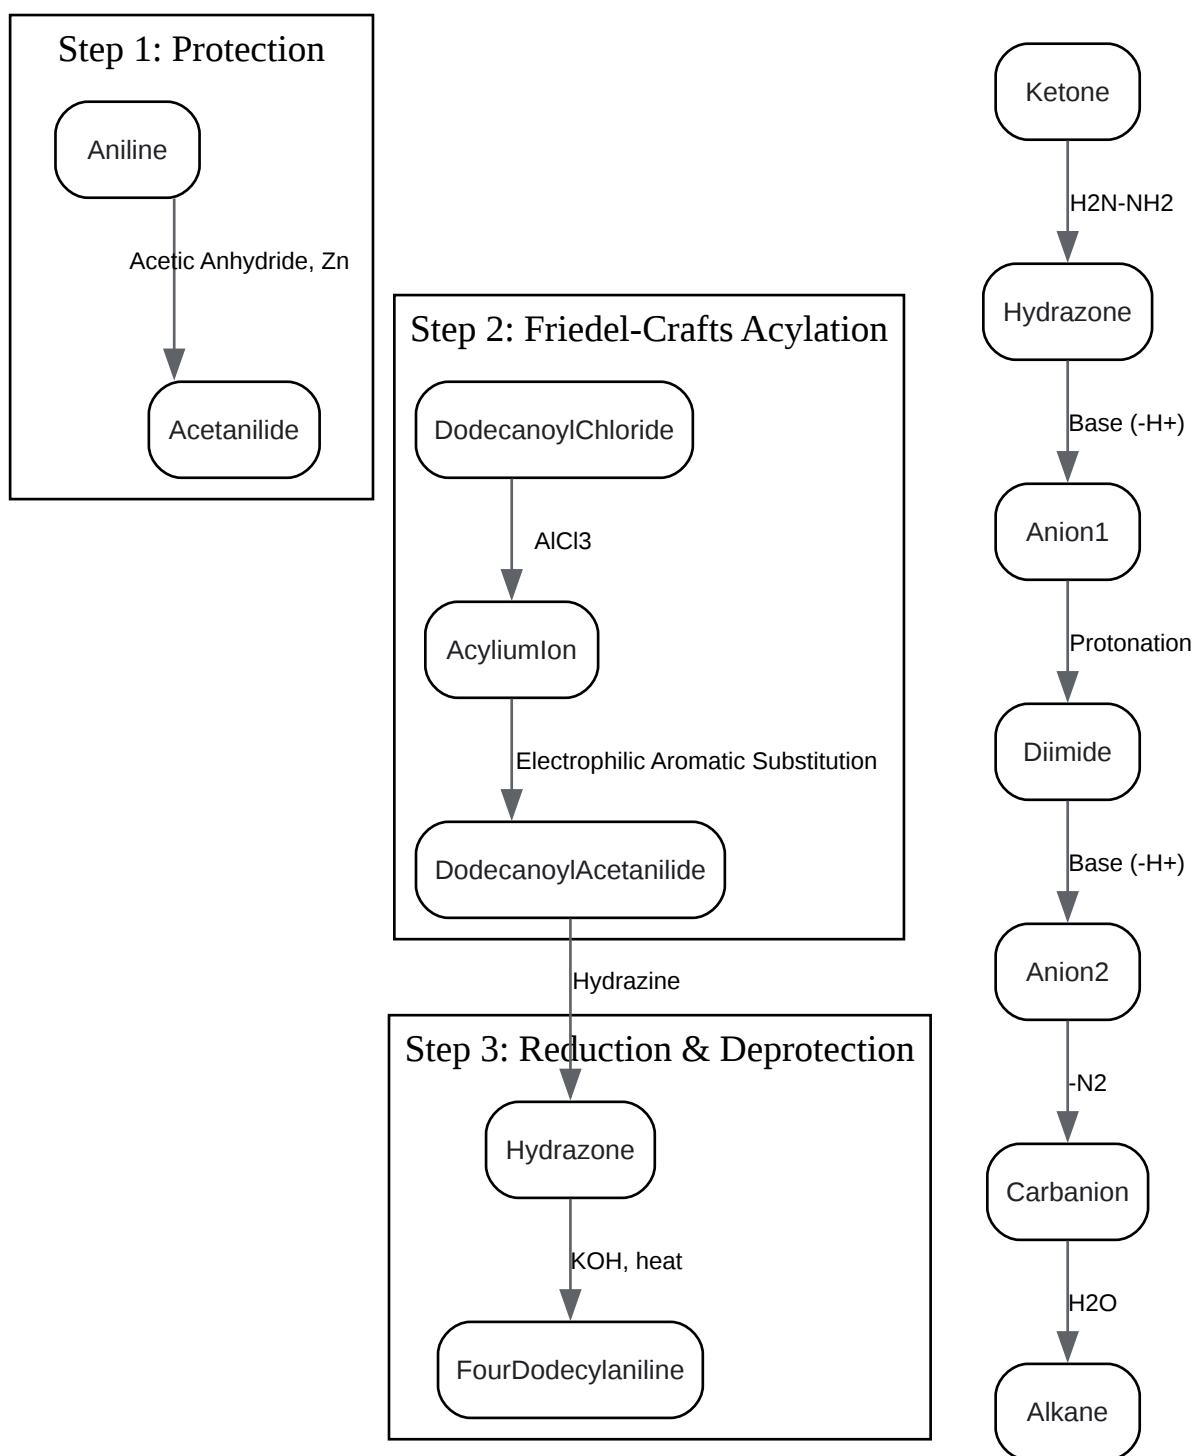 Step 1: Protection
Aniline
Acetic Anhydride, Zn
Acetanilide
Step 2: Friedel-Crafts Acylation
DodecanoylChloride
AlCl3
AcyliumIon
Electrophilic Aromatic Substitution
DodecanoylAcetanilide
Hydrazine
Step 3: Reduction & Deprotection
Hydrazone
KOH, heat
FourDodecylaniline
Ketone
H2N-NH2
Hydrazone
Base (-H+)
Anion1
Protonation
Diimide
Base (-H+)
Anion2
-N2
Carbanion
H2O
Alkane